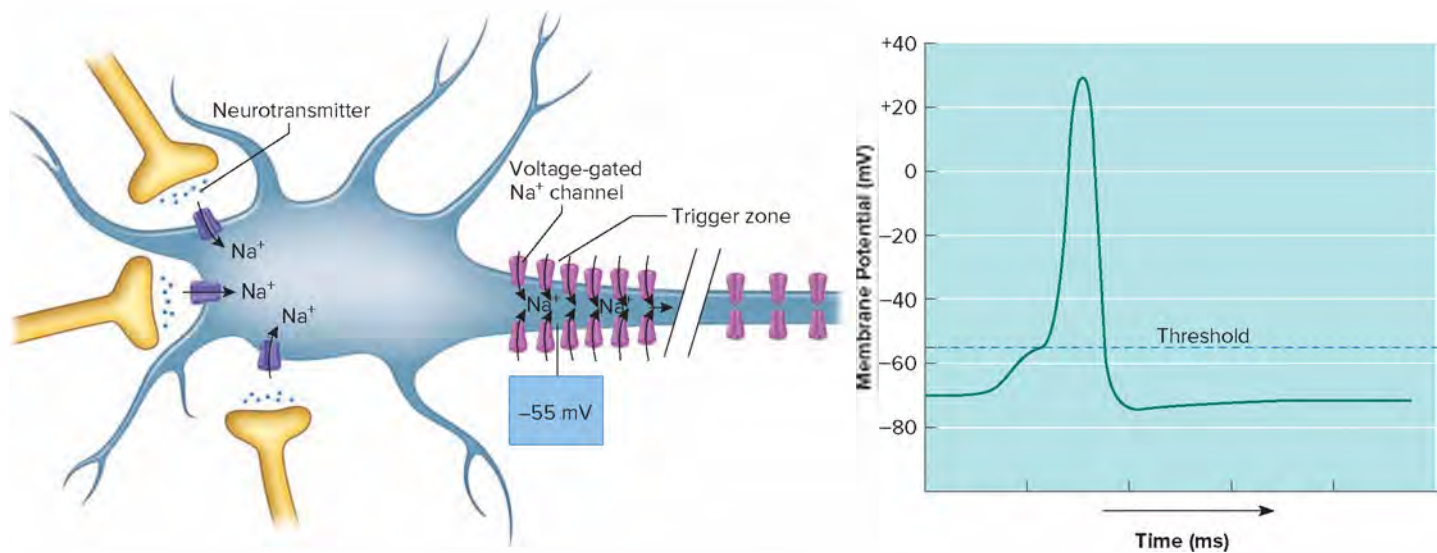 Neurotransmitter
Voltage-gated
Na⁺ channel
Trigger zone
Na⁺
Na⁺
Na⁺
Na⁺
Na⁺
–55 mV
Membrane Potential (mV)
+40
+20
0
–20
–40
–60
–80
Threshold
Time (ms)